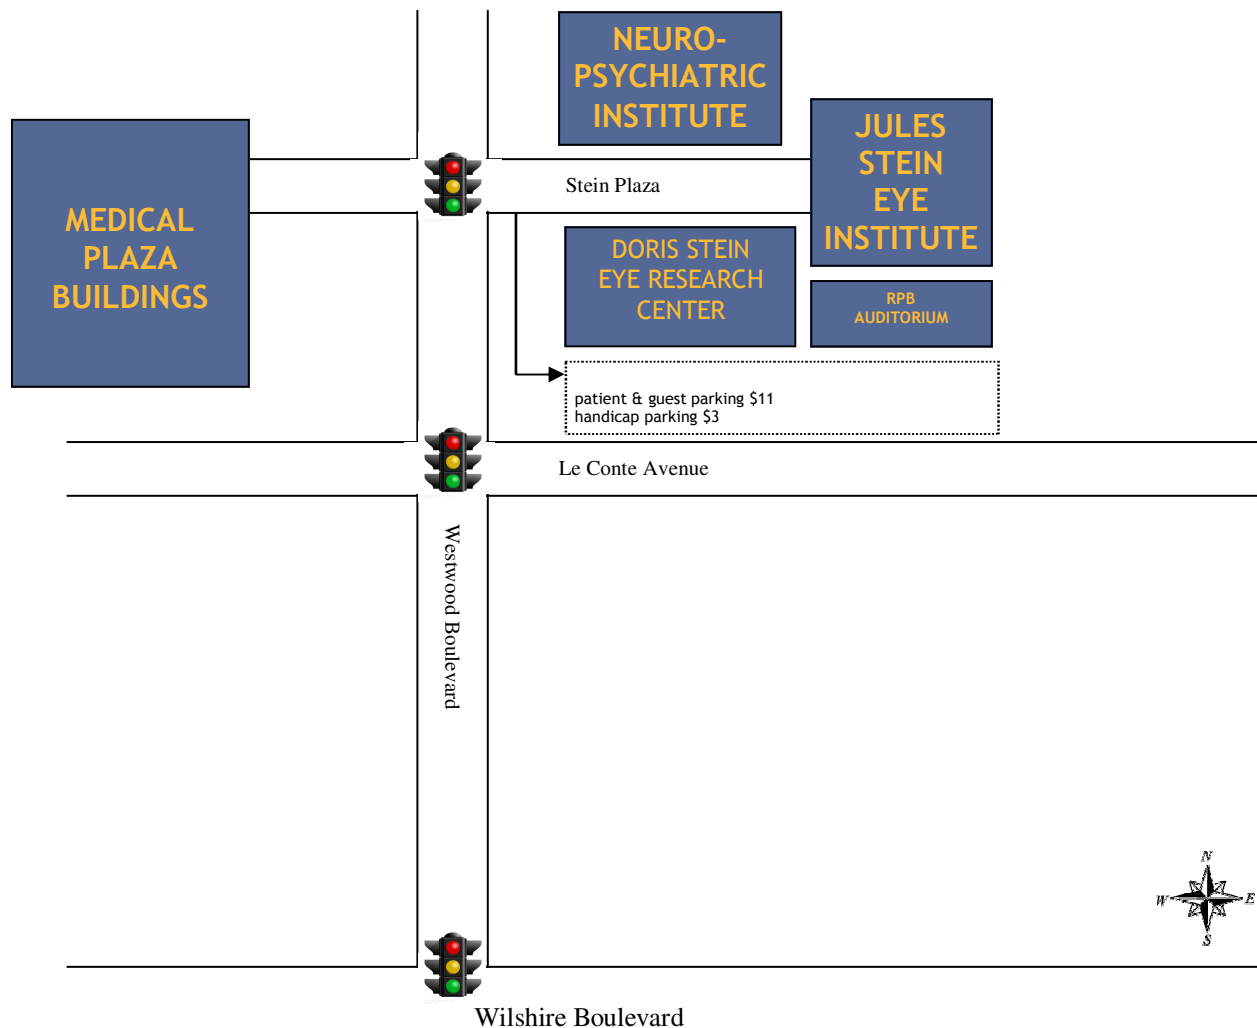 NEURO-
PSYCHIATRIC
INSTITUTE
JULES
STEIN
EYE
INSTITUTE
Stein Plaza
MEDICAL
PLAZA
BUILDINGS
DORIS STEIN
EYE RESEARCH
CENTER
RPB
AUDITORIUM
patient & guest parking $11
handicap parking $3
Le Conte Avenue
Westwood Boulevard
N
W
E
S
Wilshire Boulevard